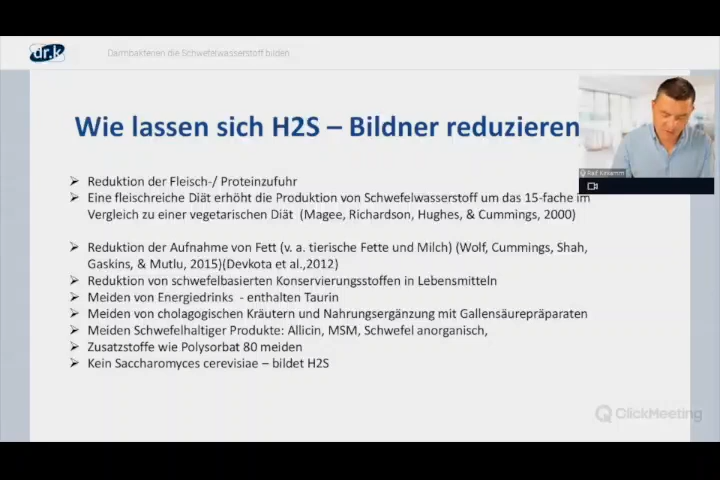 dr.k
Darmbakterien die Schwefelwasserstoff bilden
Wie lassen sich H2S – Bildner reduzieren
Ralf
➢ Reduktion der Fleisch-/ Proteinzufuhr
➢ Eine fleischreiche Diät erhöht die Produktion von Schwefelwasserstoff um das 15-fache im
Vergleich zu einer vegetarischen Diät (Magee, Richardson, Hughes, & Cummings, 2000)
➢ Reduktion der Aufnahme von Fett (v. a. tierische Fette und Milch) (Wolf, Cummings, Shah,
Gaskins, & Mutlu, 2015)(Devkota et al.,2012)
➢ Reduktion von schwefelbasierten Konservierungsstoffen in Lebensmitteln
➢ Meiden von Energiedrinks - enthalten Taurin
➢ Meiden von cholagogischen Kräutern und Nahrungsergänzung mit Gallensäurepräparaten
➢ Meiden Schwefelhaltiger Produkte: Allicin, MSM, Schwefel anorganisch,
➢ Zusatzstoffe wie Polysorbat 80 meiden
➢ Kein Saccharomyces cerevisiae – bildet H2S
ClickMeeting